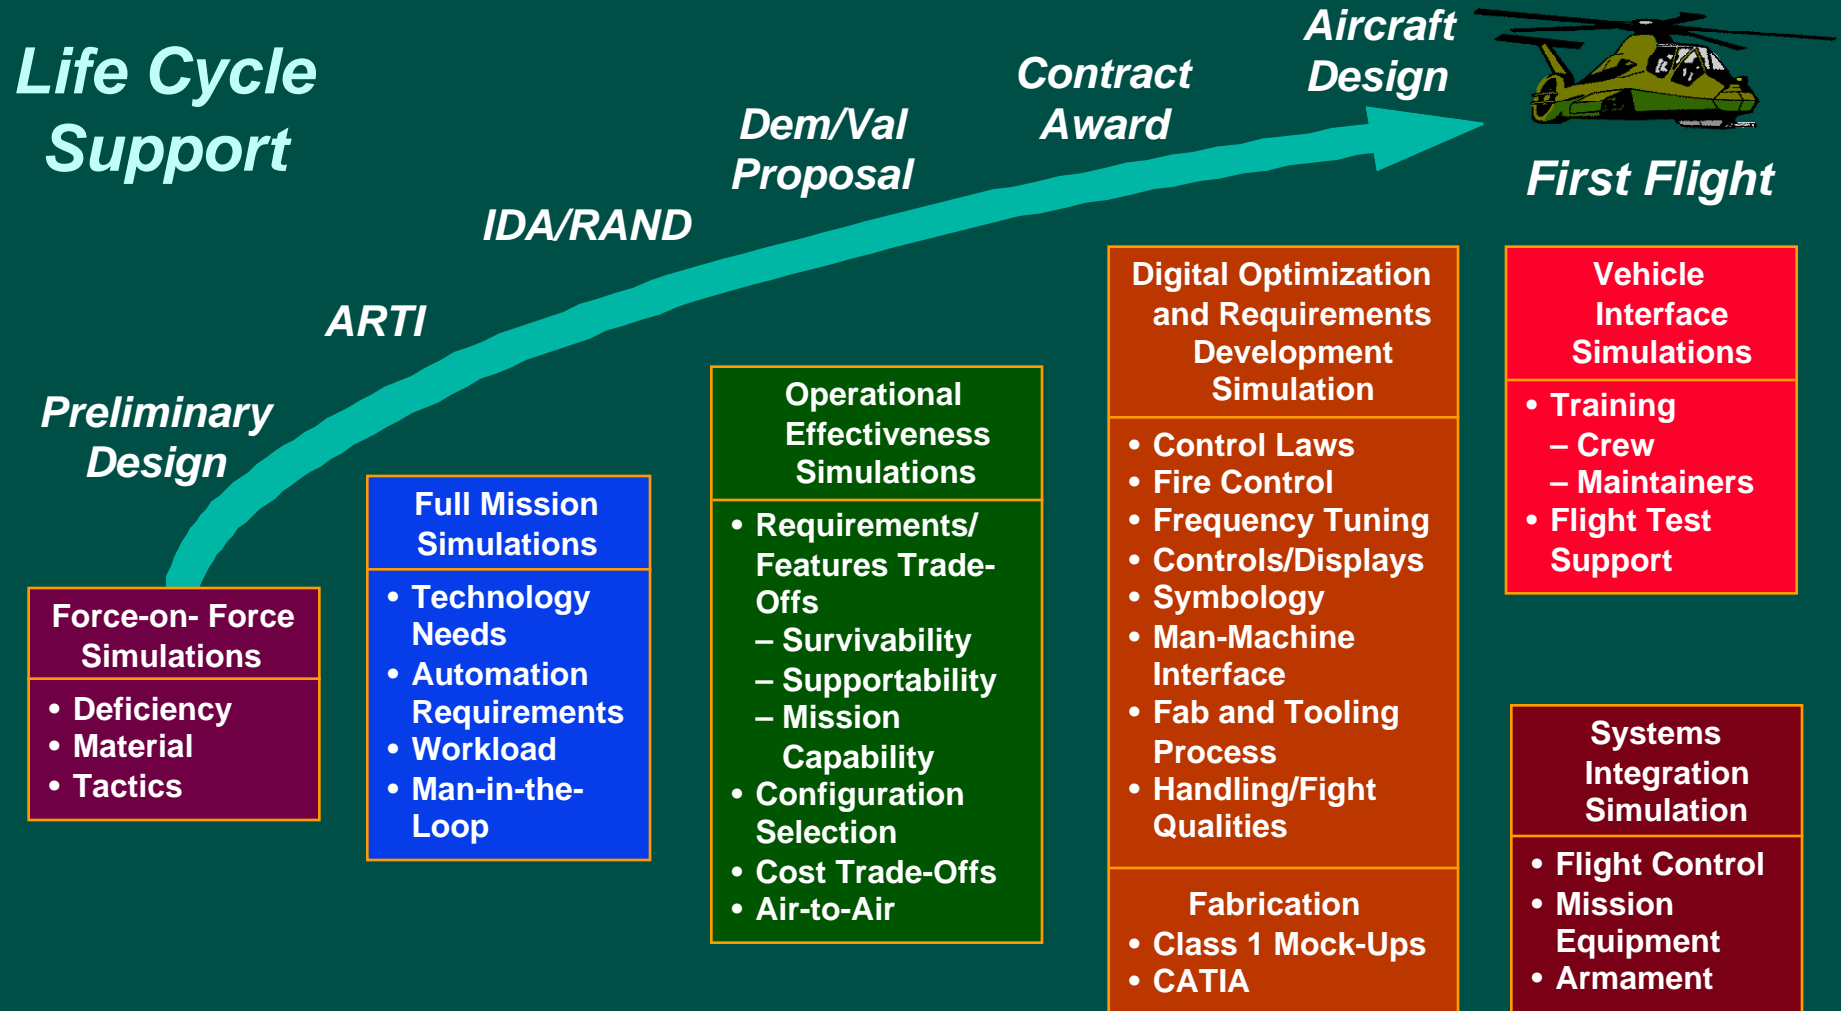 Life Cycle
Support
Preliminary
Design
ARTI
IDA/RAND
Dem/Val
Proposal
Contract
Award
Aircraft
Design
First Flight
Force-on- Force
Simulations
• Deficiency
• Material
• Tactics
Full Mission
Simulations
• Technology
Needs
• Automation
Requirements
• Workload
• Man-in-the-
Loop
Operational
Effectiveness
Simulations
• Requirements/
Features Trade-
Offs
– Survivability
– Supportability
– Mission
Capability
• Configuration
Selection
• Cost Trade-Offs
• Air-to-Air
Digital Optimization
and Requirements
Development
Simulation
• Control Laws
• Fire Control
• Frequency Tuning
• Controls/Displays
• Symbology
• Man-Machine
Interface
• Fab and Tooling
Process
• Handling/Fight
Qualities
Fabrication
• Class 1 Mock-Ups
• CATIA
Vehicle
Interface
Simulations
• Training
– Crew
– Maintainers
• Flight Test
Support
Systems
Integration
Simulation
• Flight Control
• Mission
Equipment
• Armament